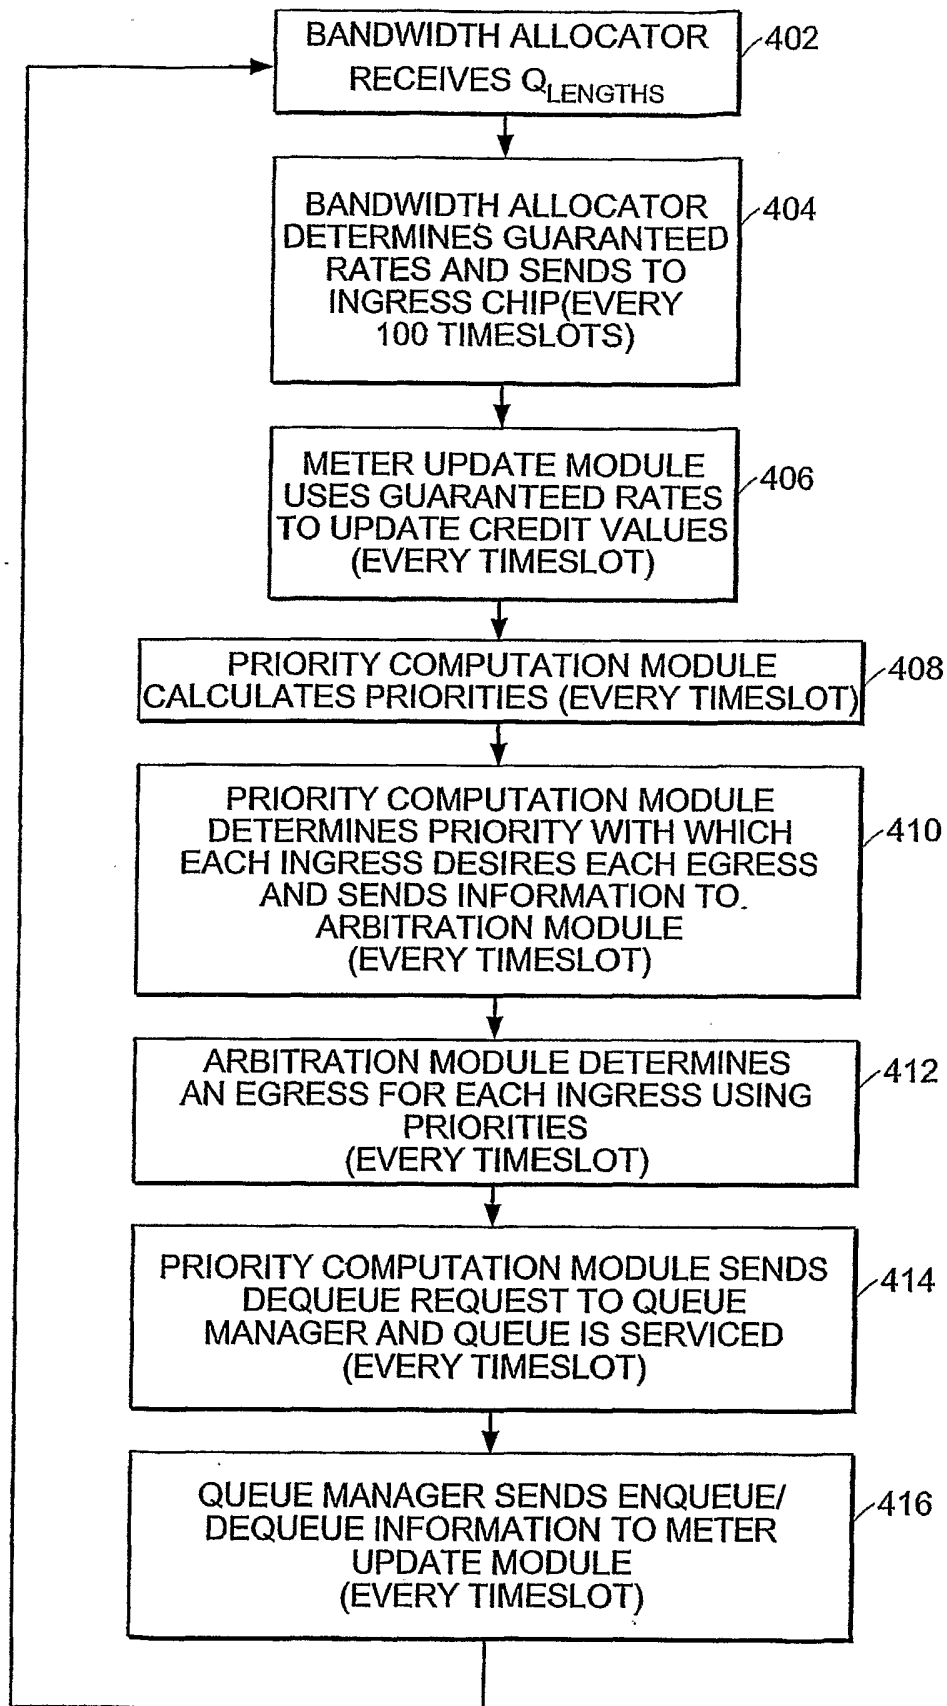 BANDWIDTH ALLOCATOR
RECEIVES QLENGTHS
402
BANDWIDTH ALLOCATOR
DETERMINES GUARANTEED
RATES AND SENDS TO
INGRESS CHIP(EVERY
100 TIMESLOTS)
404
METER UPDATE MODULE
USES GUARANTEED RATES
TO UPDATE CREDIT VALUES
(EVERY TIMESLOT)
406
PRIORITY COMPUTATION MODULE
CALCULATES PRIORITIES (EVERY TIMESLOT)
408
PRIORITY COMPUTATION MODULE
DETERMINES PRIORITY WITH WHICH
EACH INGRESS DESIRES EACH EGRESS
AND SENDS INFORMATION TO
ARBITRATION MODULE
(EVERY TIMESLOT)
410
ARBITRATION MODULE DETERMINES
AN EGRESS FOR EACH INGRESS USING
PRIORITIES
(EVERY TIMESLOT)
412
PRIORITY COMPUTATION MODULE SENDS
DEQUEUE REQUEST TO QUEUE
MANAGER AND QUEUE IS SERVICED
(EVERY TIMESLOT)
414
QUEUE MANAGER SENDS ENQUEUE/
DEQUEUE INFORMATION TO METER
UPDATE MODULE
(EVERY TIMESLOT)
416